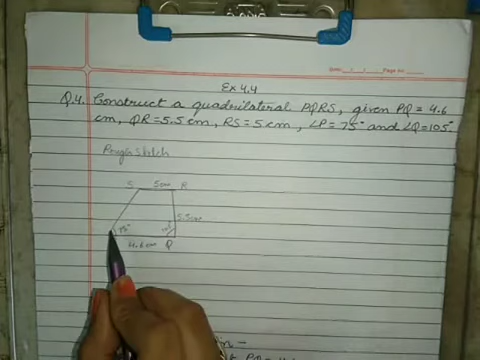 Ex 4.4
Q.4. Construct a quadrilateral PQRS, given PQ = 4.6
cm, QR = 5.5 cm, RS = 5 cm, ∠P = 75° and ∠Q = 105°.
Rough sketch
S 5cm R
5.5cm
75°
4.6cm Q